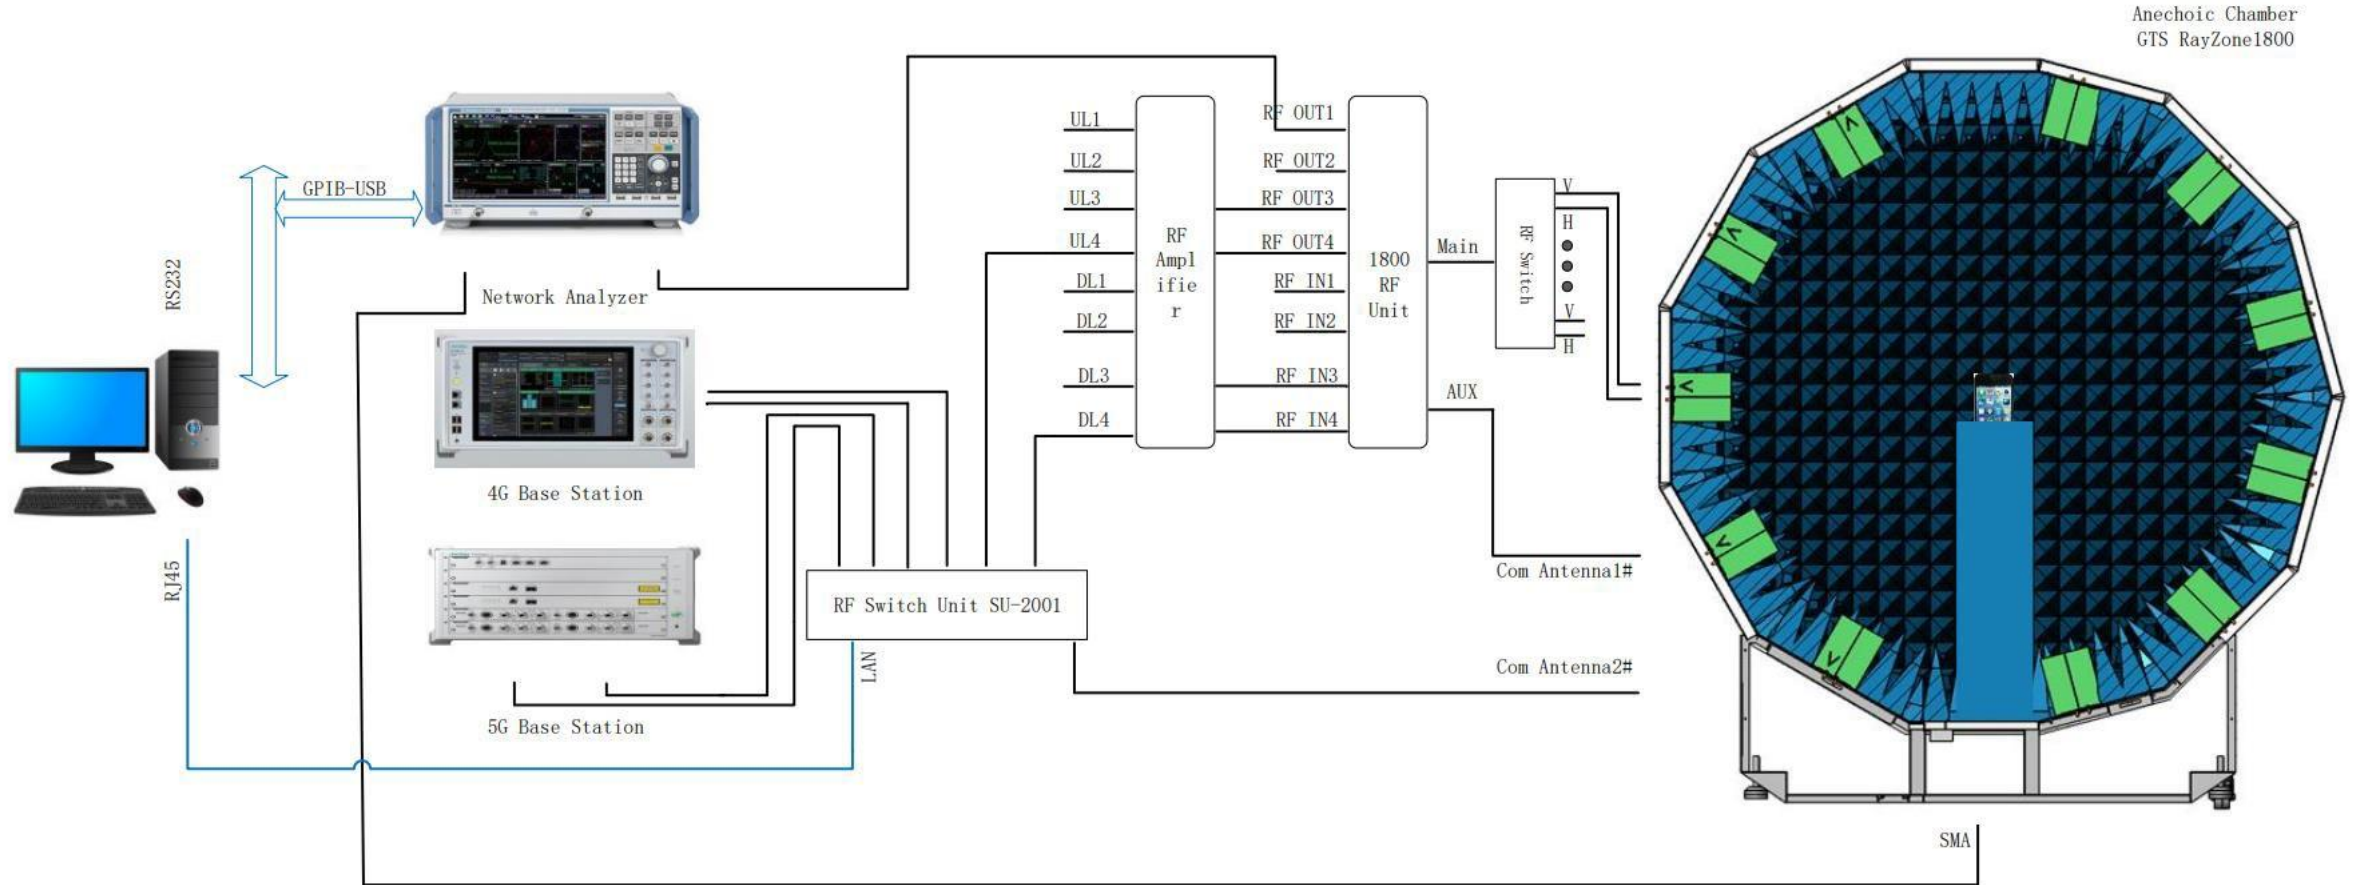 Anechoic Chamber
GTS RayZone1800
GPIB-USB
RS232
Network Analyzer
4G Base Station
5G Base Station
RJ45
LAN
RF Switch Unit SU-2001
UL1
UL2
UL3
UL4
DL1
DL2
DL3
DL4
RF
Ampl
ifie
r
RF OUT1
RF OUT2
RF OUT3
RF OUT4
RF IN1
RF IN2
RF IN3
RF IN4
1800
RF
Unit
Main
AUX
RF Switch
V
H
V
H
Com Antenna1#
Com Antenna2#
V
V
V
V
V
SMA